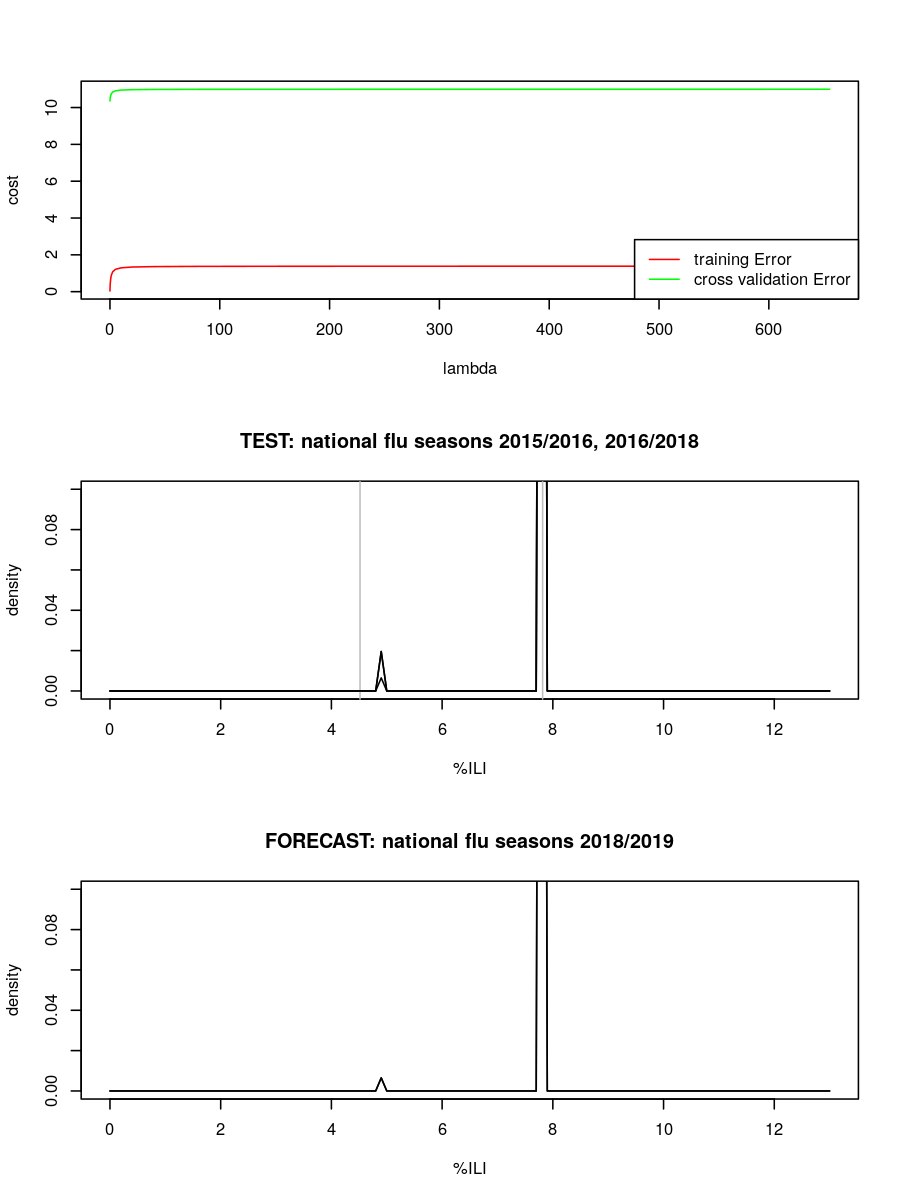 cost
10
8
6
4
2
0
training Error
cross validation Error
0 100 200 300 400 500 600
lambda
TEST: national flu seasons 2015/2016, 2016/2018
density
0.08
0.04
0.00
0 2 4 6 8 10 12
%ILI
FORECAST: national flu seasons 2018/2019
density
0.08
0.04
0.00
0 2 4 6 8 10 12
%ILI